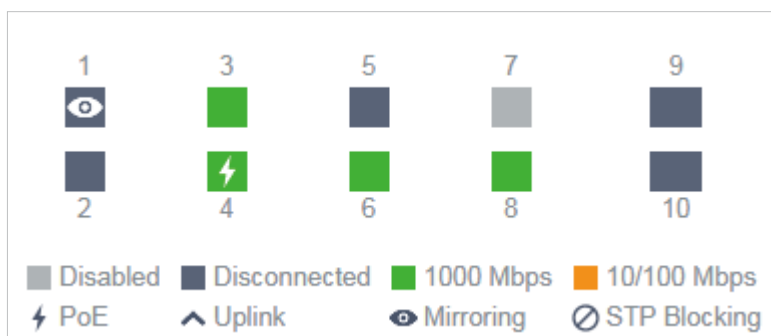 1 3 5 7 9
2 4 6 8 10
Disabled Disconnected 1000 Mbps 10/100 Mbps
PoE Uplink Mirroring STP Blocking